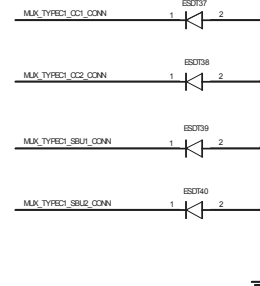 ESDT37
MUX_TYPEC1_CC1_CONN 1 2
ESDT38
MUX_TYPEC1_CC2_CONN 1 2
ESDT39
MUX_TYPEC1_SBU1_CONN 1 2
ESDT40
MUX_TYPEC1_SBU2_CONN 1 2